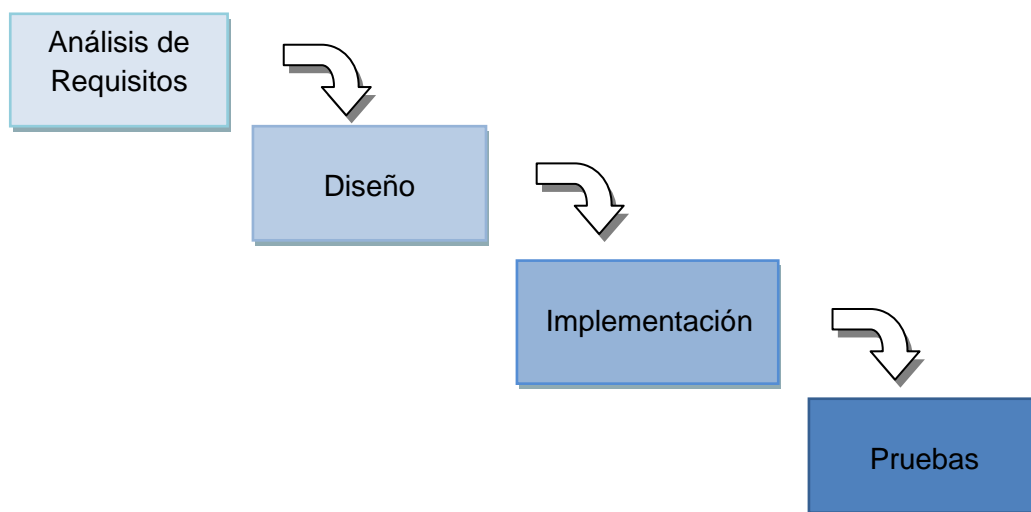 Análisis de
Requisitos
Diseño
Implementación
Pruebas